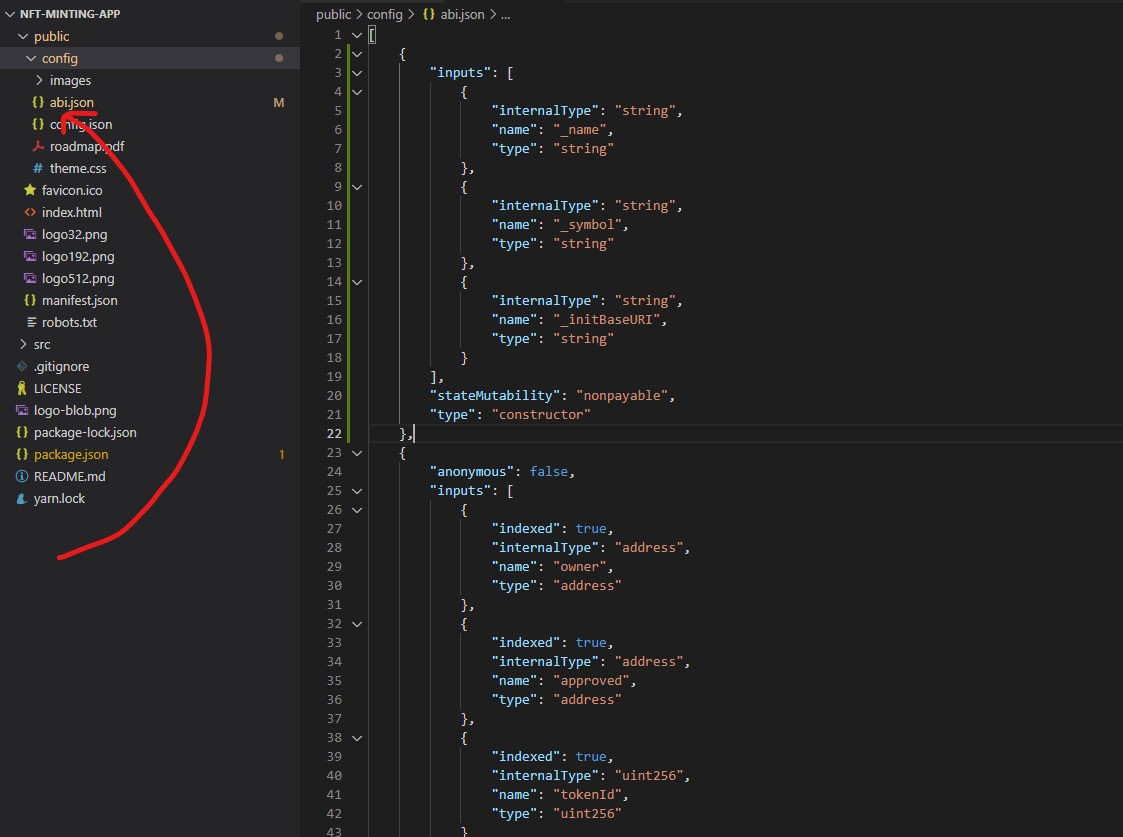 NFT-MINTING-APP
public
config
images
abi.json M
config.json
roadmap.pdf
# theme.css
favicon.ico
<> index.html
logo32.png
logo192.png
logo512.png
{} manifest.json
robots.txt
src
.gitignore
LICENSE
logo-blob.png
{} package-lock.json
{} package.json 1
README.md
yarn.lock
public > config > {} abi.json > ...
1 [
2 {
3 "inputs": [
4 {
5 "internalType": "string",
6 "name": "_name",
7 "type": "string"
8 },
9 {
10 "internalType": "string",
11 "name": "_symbol",
12 "type": "string"
13 },
14 {
15 "internalType": "string",
16 "name": "_initBaseURI",
17 "type": "string"
18 }
19 ],
20 "stateMutability": "nonpayable",
21 "type": "constructor"
22 },
23 {
24 "anonymous": false,
25 "inputs": [
26 {
27 "indexed": true,
28 "internalType": "address",
29 "name": "owner",
30 "type": "address"
31 },
32 {
33 "indexed": true,
34 "internalType": "address",
35 "name": "approved",
36 "type": "address"
37 },
38 {
39 "indexed": true,
40 "internalType": "uint256",
41 "name": "tokenId",
42 "type": "uint256"
43 }